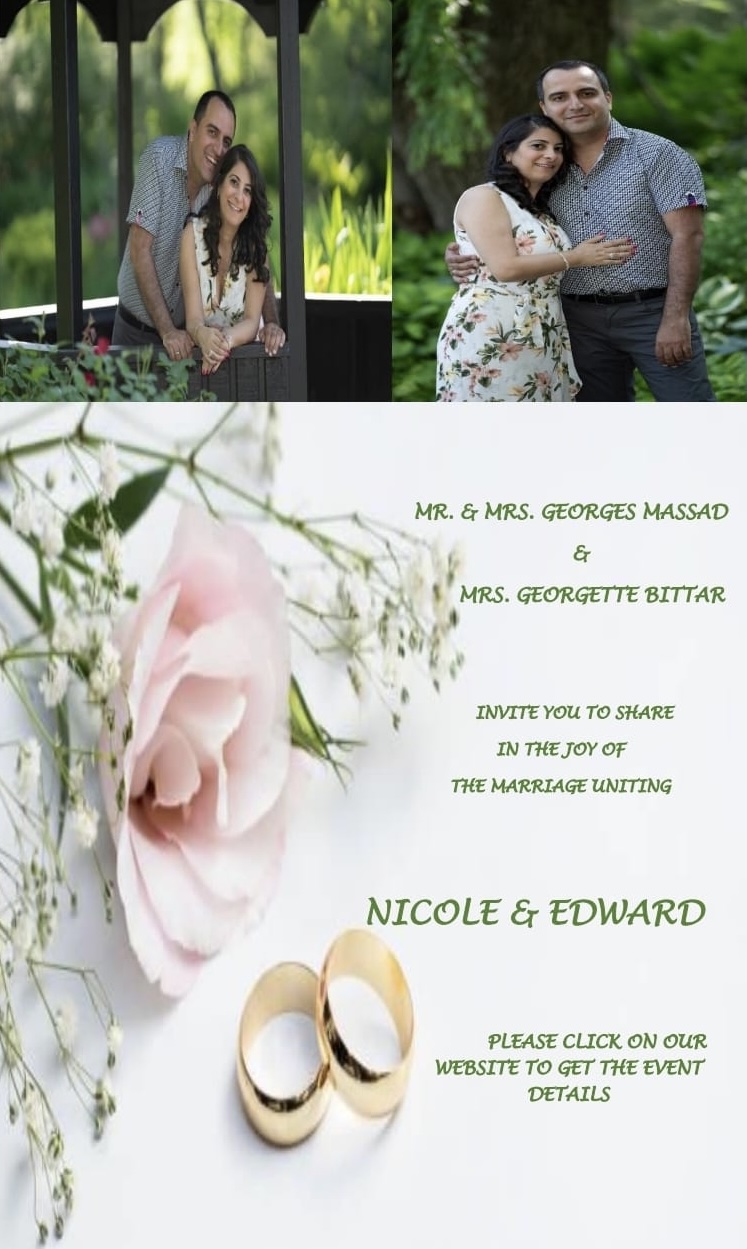 MR. & MRS. GEORGES MASSAD
&
MRS. GEORGETTE BITTAR
INVITE YOU TO SHARE
IN THE JOY OF
THE MARRIAGE UNITING
NICOLE & EDWARD
PLEASE CLICK ON OUR
WEBSITE TO GET THE EVENT
DETAILS